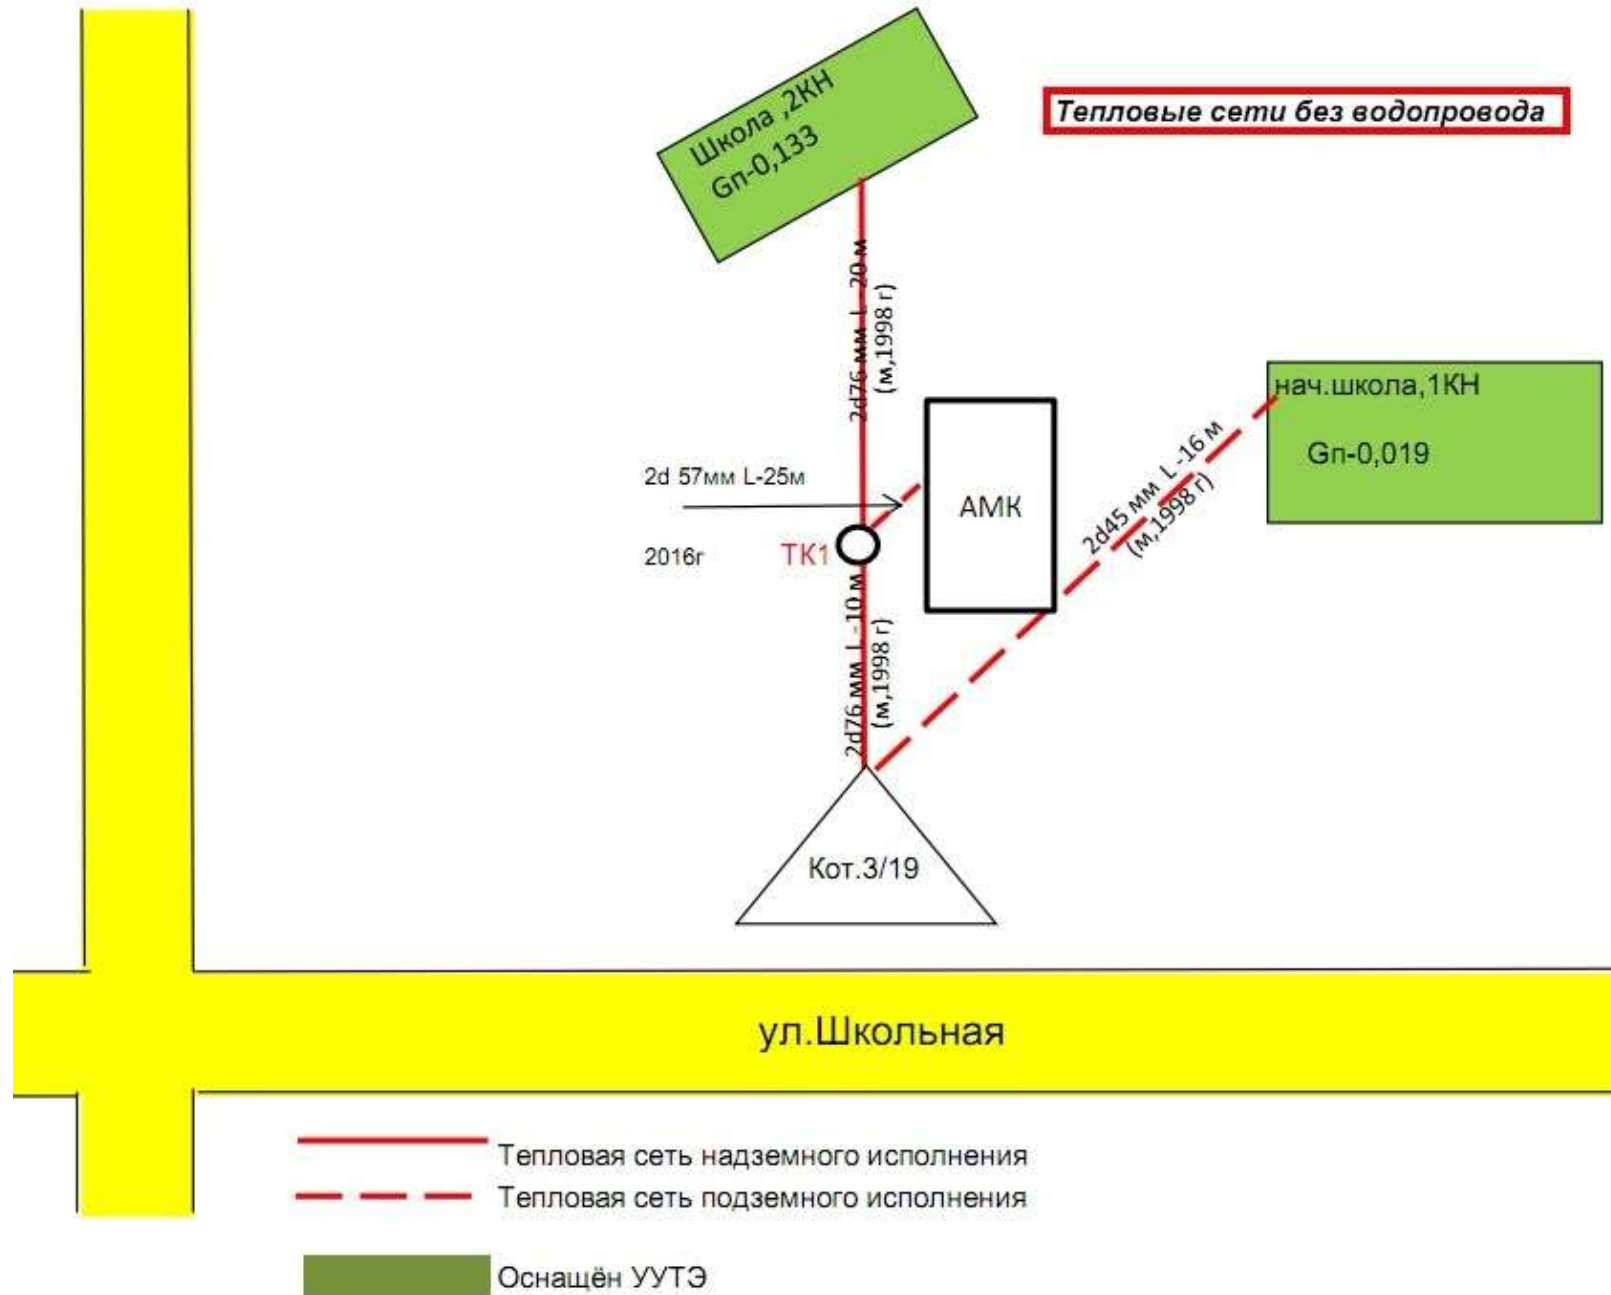 Школа ,2КН
Gп-0,133
Тепловые сети без водопровода
2d76 мм L -20 м
(м,1998 г)
нач.школа,1КН
Gп-0,019
2d45 мм L -16 м
(м,1998 г)
2d 57мм L-25м
2016г
ТК1
АМК
2d76 мм L -10 м
(м,1998 г)
Кот.3/19
ул.Школьная
Тепловая сеть надземного исполнения
Тепловая сеть подземного исполнения
Оснащён УУТЭ